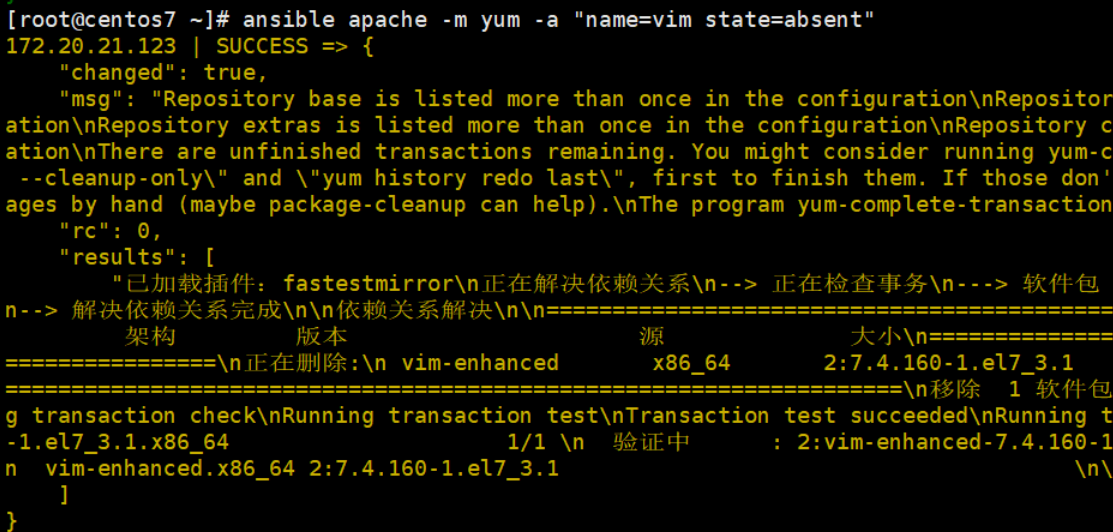 [root@centos7 ~]# ansible apache -m yum -a "name=vim state=absent"
172.20.21.123 | SUCCESS => {
    "changed": true,
    "msg": "Repository base is listed more than once in the configuration\nRepositor
ation\nRepository extras is listed more than once in the configuration\nRepository c
ation\nThere are unfinished transactions remaining. You might consider running yum-c
 --cleanup-only\" and \"yum history redo last\", first to finish them. If those don'
ages by hand (maybe package-cleanup can help).\nThe program yum-complete-transaction
    "rc": 0,
    "results": [
        "已加载插件：fastestmirror\n正在解决依赖关系\n--> 正在检查事务\n---> 软件包
n--> 解决依赖关系完成\n\n依赖关系解决\n\n===========================================
         架构         版本                      源                大小\n==============
================\n正在删除:\n vim-enhanced       x86_64       2:7.4.160-1.el7_3.1
====================================================================\n移除  1 软件包
g transaction check\nRunning transaction test\nTransaction test succeeded\nRunning t
-1.el7_3.1.x86_64                     1/1 \n  验证中      : 2:vim-enhanced-7.4.160-1
n  vim-enhanced.x86_64 2:7.4.160-1.el7_3.1                                       \n\
    ]
}